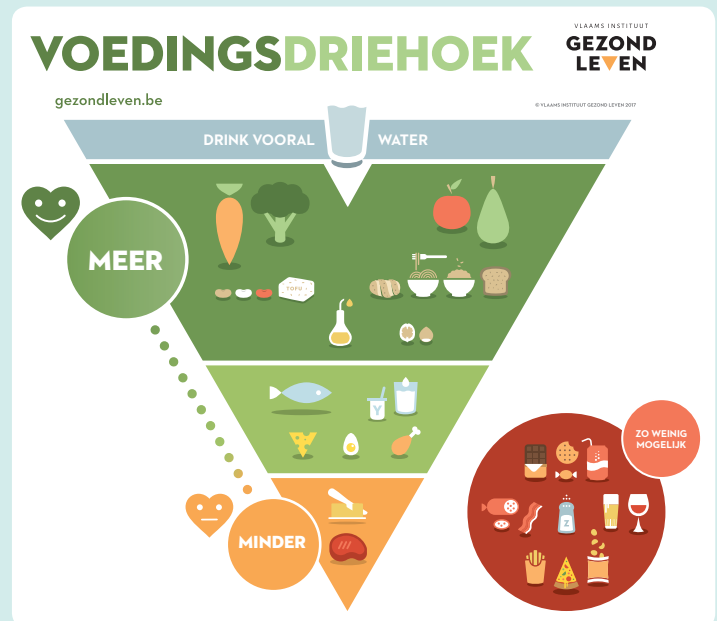 VOEDINGSDRIEHOEK
VLAAMS INSTITUUT
GEZOND
LEVEN
gezondleven.be
© VLAAMS INSTITUUT GEZOND LEVEN 2017
DRINK VOORAL WATER
MEER
TOFU
Y
ZO WEINIG
MOGELIJK
Z
MINDER